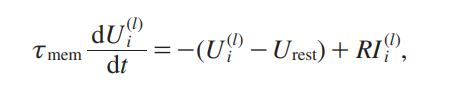 τ_mem dU_i^(l)/dt = −(U_i^(l) − U_rest) + RI_i^(l),